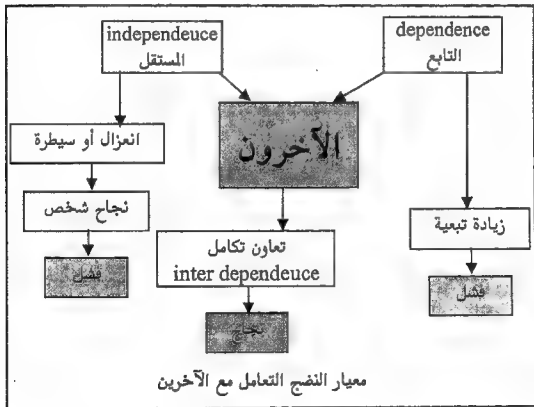 independeuce
المستقل
dependence
التابع
الآخرون
انعزال أو سيطرة
نجاح شخص
فشل
تعاون تكامل
inter dependeuce
نجاح
زيادة تبعية
فشل
معيار النضج التعامل مع الآخرين